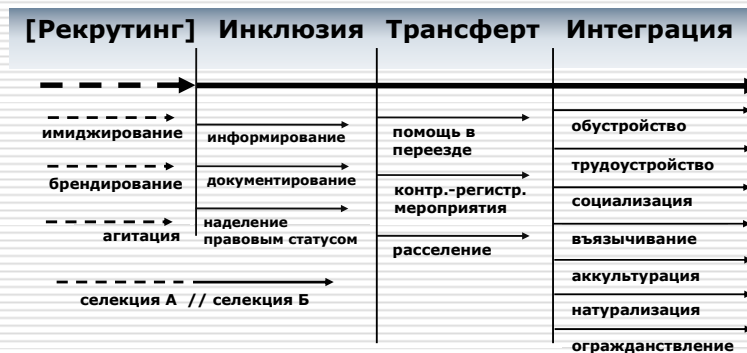 [Рекрутинг] Инклюзия Трансферт Интеграция
имиджирование
брендирование
агитация
информирование
документирование
наделение
правовым статусом
селекция А // селекция Б
помощь в
переезде
контр.-регистр.
мероприятия
расселение
обустройство
трудоустройство
социализация
въязычивание
аккультурация
натурализация
огражданствление